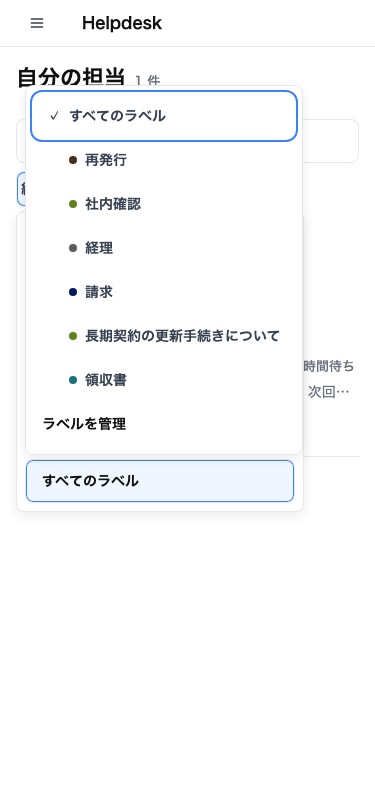 Helpdesk
自分の担当 1 件
✓ すべてのラベル
再発行
社内確認
経理
請求
長期契約の更新手続きについて
時間待ち
領収書
次回…
ラベルを管理
すべてのラベル